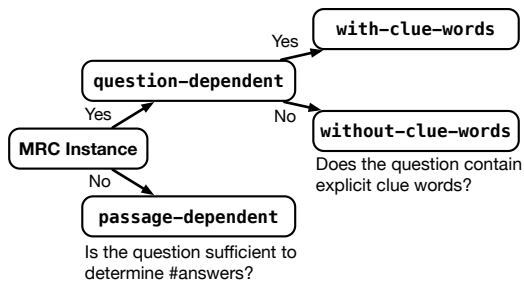 with-clue-words
Yes
question-dependent
Yes
No
without-clue-words
MRC Instance
Does the question contain
explicit clue words?
No
passage-dependent
Is the question sufficient to
determine #answers?